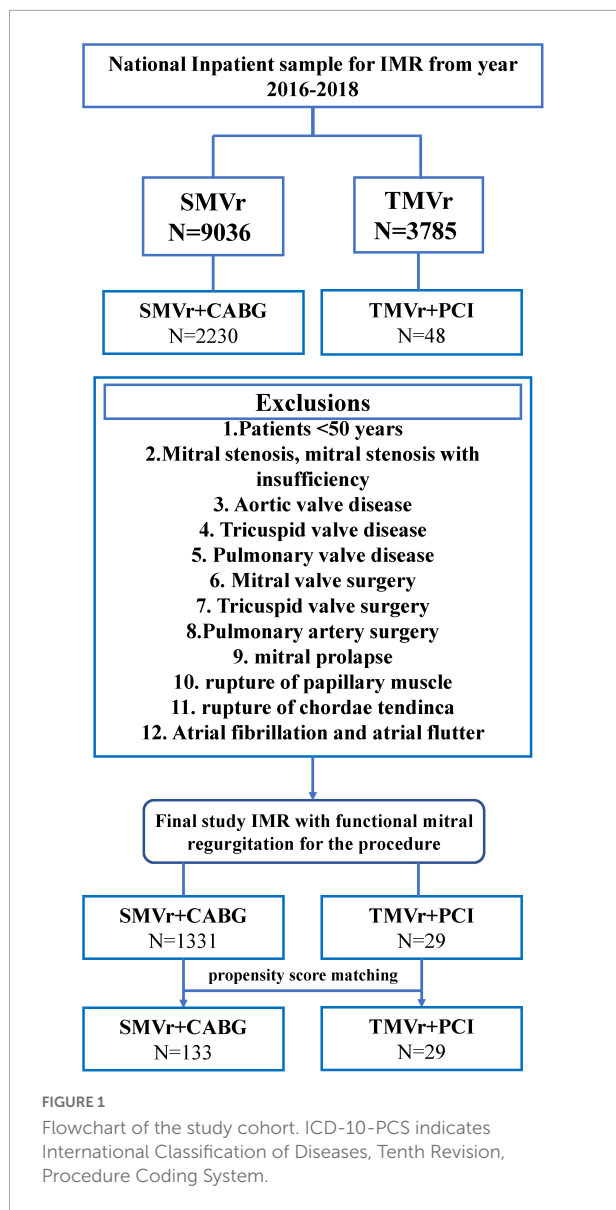 National Inpatient sample for IMR from year
2016-2018
SMVr
N=9036
TMVr
N=3785
SMVr+CABG
N=2230
TMVr+PCI
N=48
Exclusions
1.Patients <50 years
2.Mitral stenosis, mitral stenosis with
insufficiency
3. Aortic valve disease
4. Tricuspid valve disease
5. Pulmonary valve disease
6. Mitral valve surgery
7. Tricuspid valve surgery
8.Pulmonary artery surgery
9. mitral prolapse
10. rupture of papillary muscle
11. rupture of chordae tendinca
12. Atrial fibrillation and atrial flutter
Final study IMR with functional mitral
regurgitation for the procedure
SMVr+CABG
N=1331
TMVr+PCI
N=29
propensity score matching
SMVr+CABG
N=133
TMVr+PCI
N=29
FIGURE 1
Flowchart of the study cohort. ICD-10-PCS indicates
International Classification of Diseases, Tenth Revision,
Procedure Coding System.